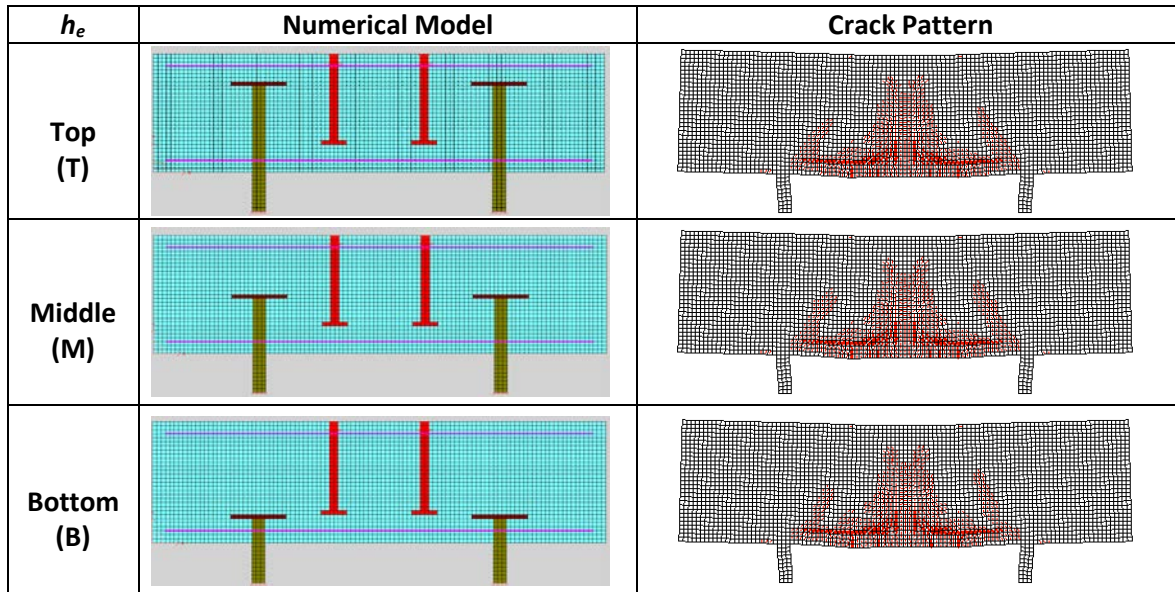 hₑ
Numerical Model
Crack Pattern
Top
(T)
Middle
(M)
Bottom
(B)